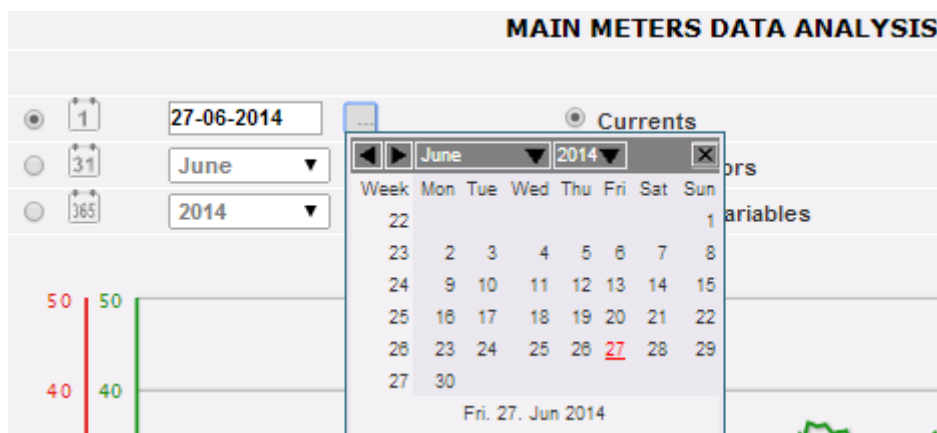 MAIN METERS DATA ANALYSIS
1 27-06-2014 ... Currents
31 June ors
365 2014 ariables
June 2014
Week Mon Tue Wed Thu Fri Sat Sun
22 1
23 2 3 4 5 6 7 8
24 9 10 11 12 13 14 15
25 16 17 18 19 20 21 22
26 23 24 25 26 27 28 29
27 30
Fri. 27. Jun 2014
50 50
40 40